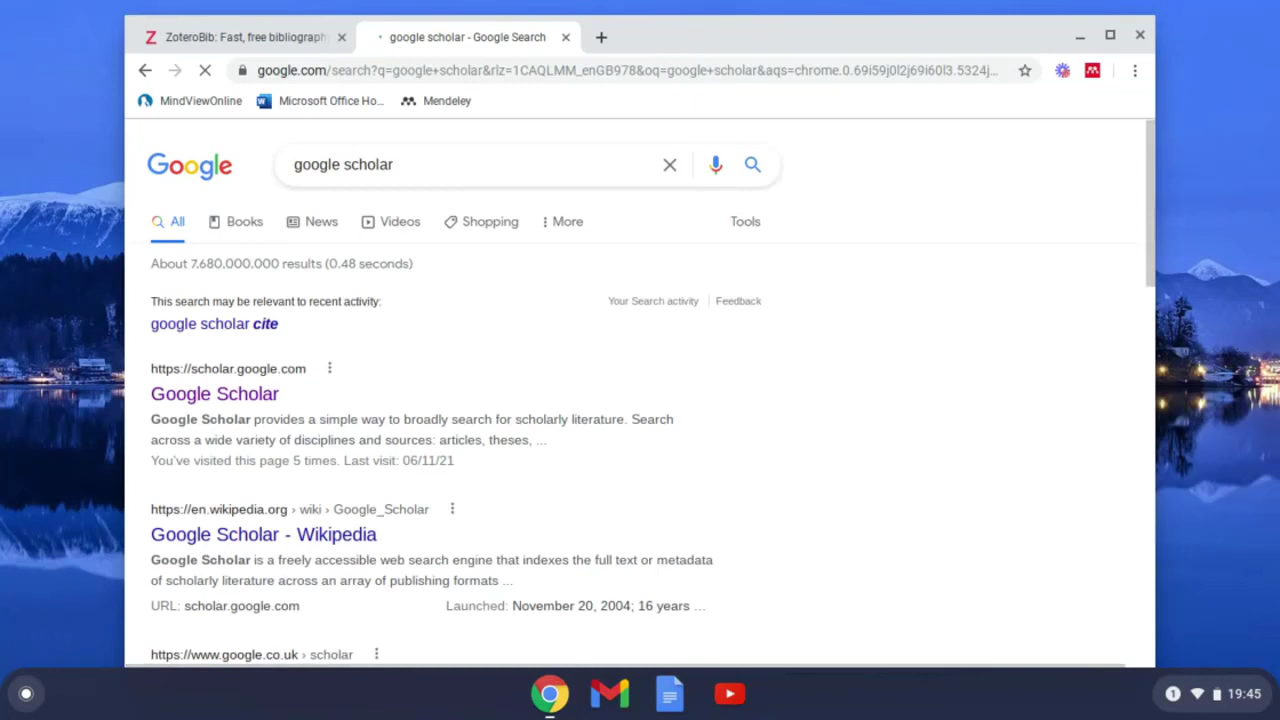 ZoteroBib: Fast, free bibliograph
google scholar - Google Search
google.com/search?q=google+scholar&rlz=1CAQLMM_enGB978&oq=google+scholar&aqs=chrome.0.69i59j0l2j69i60l3.5324j...
MindViewOnline
Microsoft Office Ho...
Mendeley
Google
google scholar
All
Books
News
Videos
Shopping
More
Tools
About 7,680,000,000 results (0.48 seconds)
This search may be relevant to recent activity:
Your Search activity
Feedback
google scholar cite
https://scholar.google.com
Google Scholar
Google Scholar provides a simple way to broadly search for scholarly literature. Search
across a wide variety of disciplines and sources: articles, theses, ...
You've visited this page 5 times. Last visit: 06/11/21
https://en.wikipedia.org › wiki › Google_Scholar
Google Scholar - Wikipedia
Google Scholar is a freely accessible web search engine that indexes the full text or metadata
of scholarly literature across an array of publishing formats ...
URL: scholar.google.com
Launched: November 20, 2004; 16 years ...
https://www.google.co.uk › scholar
1
19:45